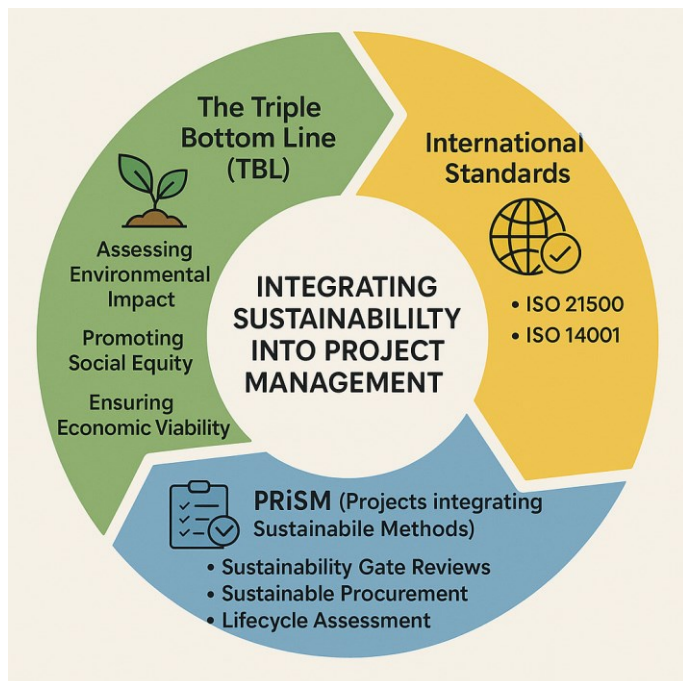 The Triple
Bottom Line
(TBL)
Assessing
Environmental
Impact
Promoting
Social Equity
Ensuring
Economic Viability
International
Standards
• ISO 21500
• ISO 14001
INTEGRATING
SUSTAINABILILTY
INTO PROJECT
MANAGEMENT
PRiSM (Projects integrating
Sustainabile Methods)
• Sustainability Gate Reviews
• Sustainable Procurement
• Lifecycle Assessment